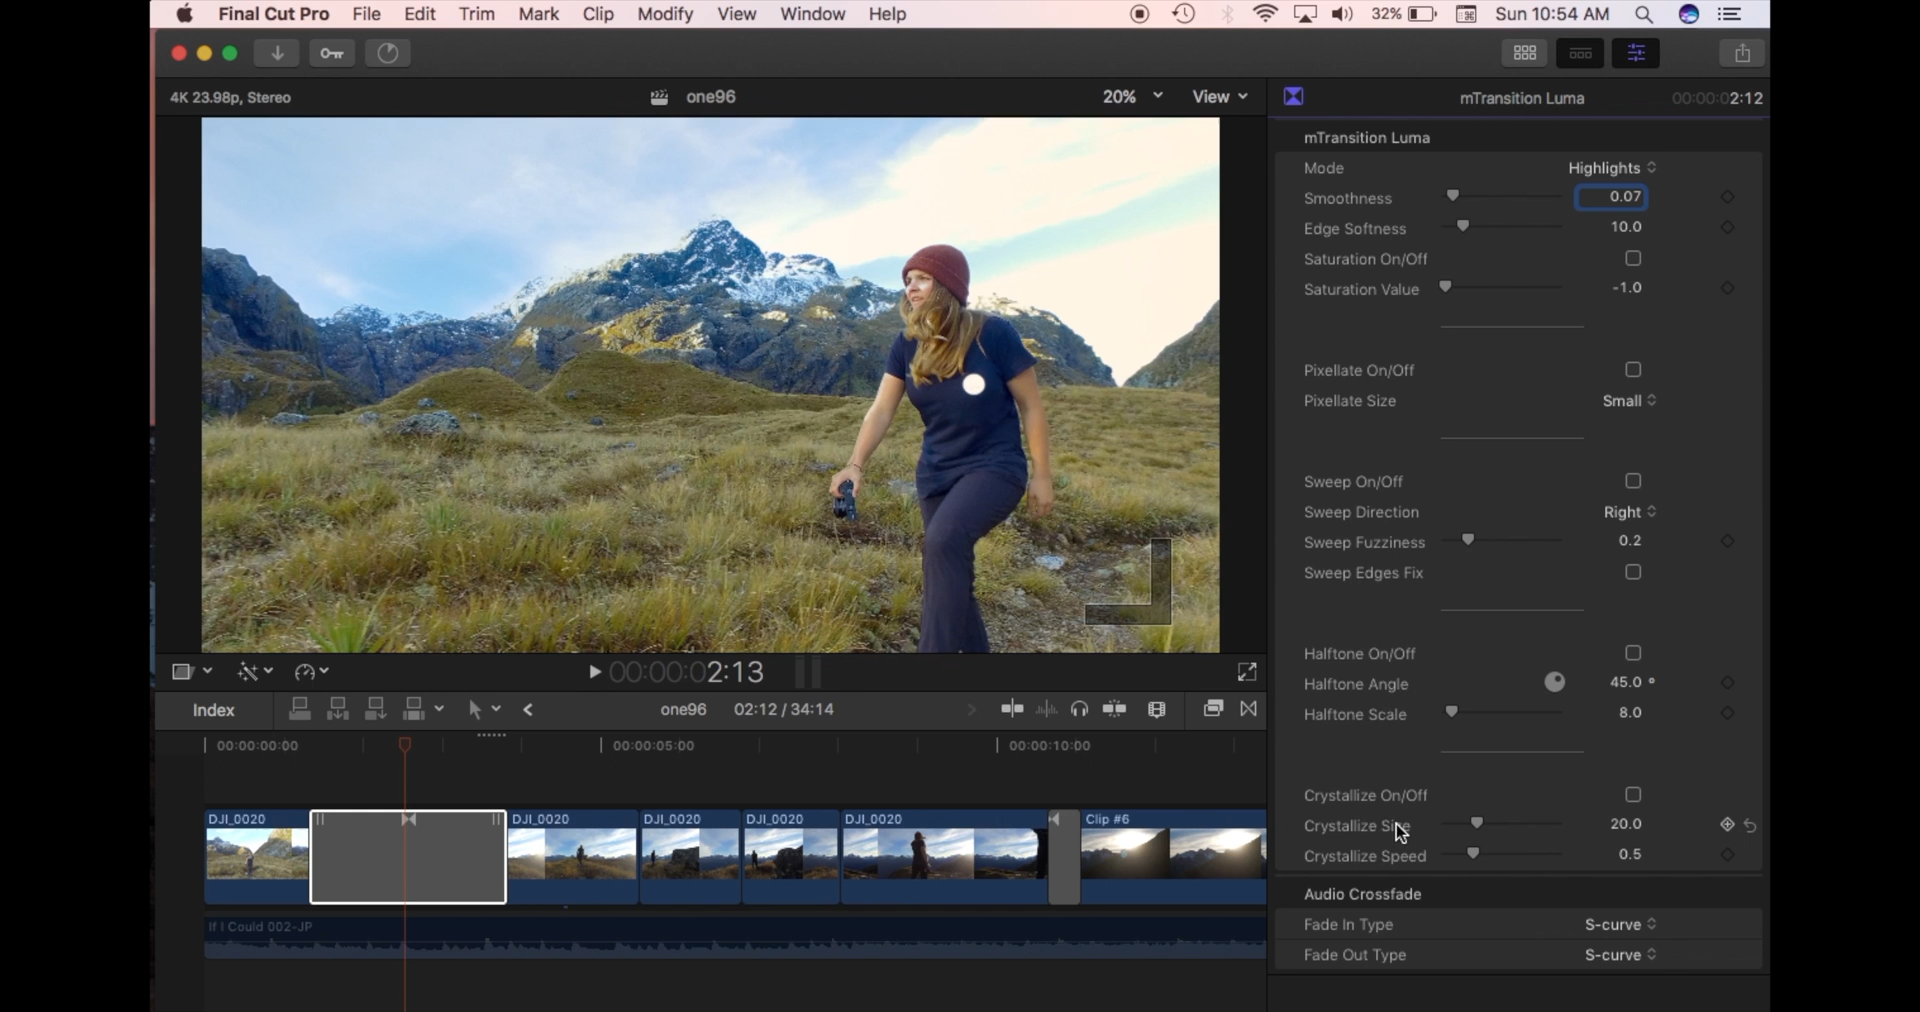 Final Cut Pro File Edit Trim Mark Clip Modify View Window Help 32% Sun 10:54 AM
4K 23.98p, Stereo one96 20% View mTransition Luma 00:00:02:12
mTransition Luma
Mode Highlights
Smoothness 0.07
Edge Softness 10.0
Saturation On/Off
Saturation Value -1.0
Pixellate On/Off
Pixellate Size Small
Sweep On/Off
Sweep Direction Right
Sweep Fuzziness 0.2
Sweep Edges Fix
Halftone On/Off
Halftone Angle 45.0 °
Halftone Scale 8.0
Crystallize On/Off
Crystallize Size 20.0
Crystallize Speed 0.5
Audio Crossfade
Fade In Type S-curve
Fade Out Type S-curve
00:00:02:13
Index one96 02:12 / 34:14
00:00:00:00 00:00:05:00 00:00:10:00
DJI_0020 DJI_0020 DJI_0020 DJI_0020 DJI_0020 Clip #6
If I Could 002-JP